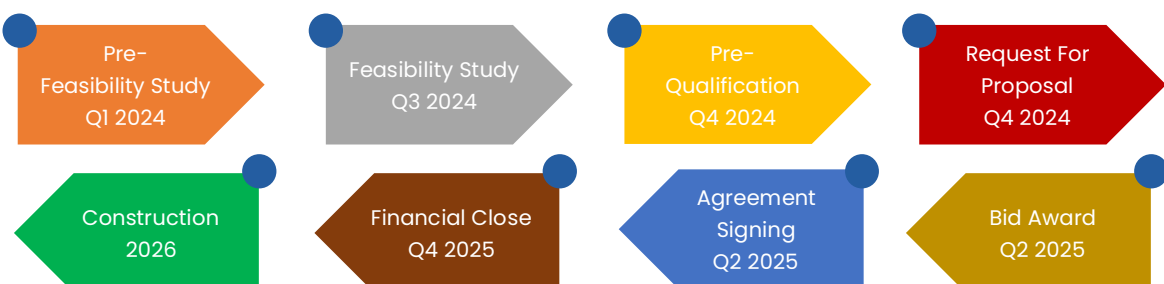 Pre-
Feasibility Study
Q1 2024
Feasibility Study
Q3 2024
Pre-
Qualification
Q4 2024
Request For
Proposal
Q4 2024
Construction
2026
Financial Close
Q4 2025
Agreement
Signing
Q2 2025
Bid Award
Q2 2025